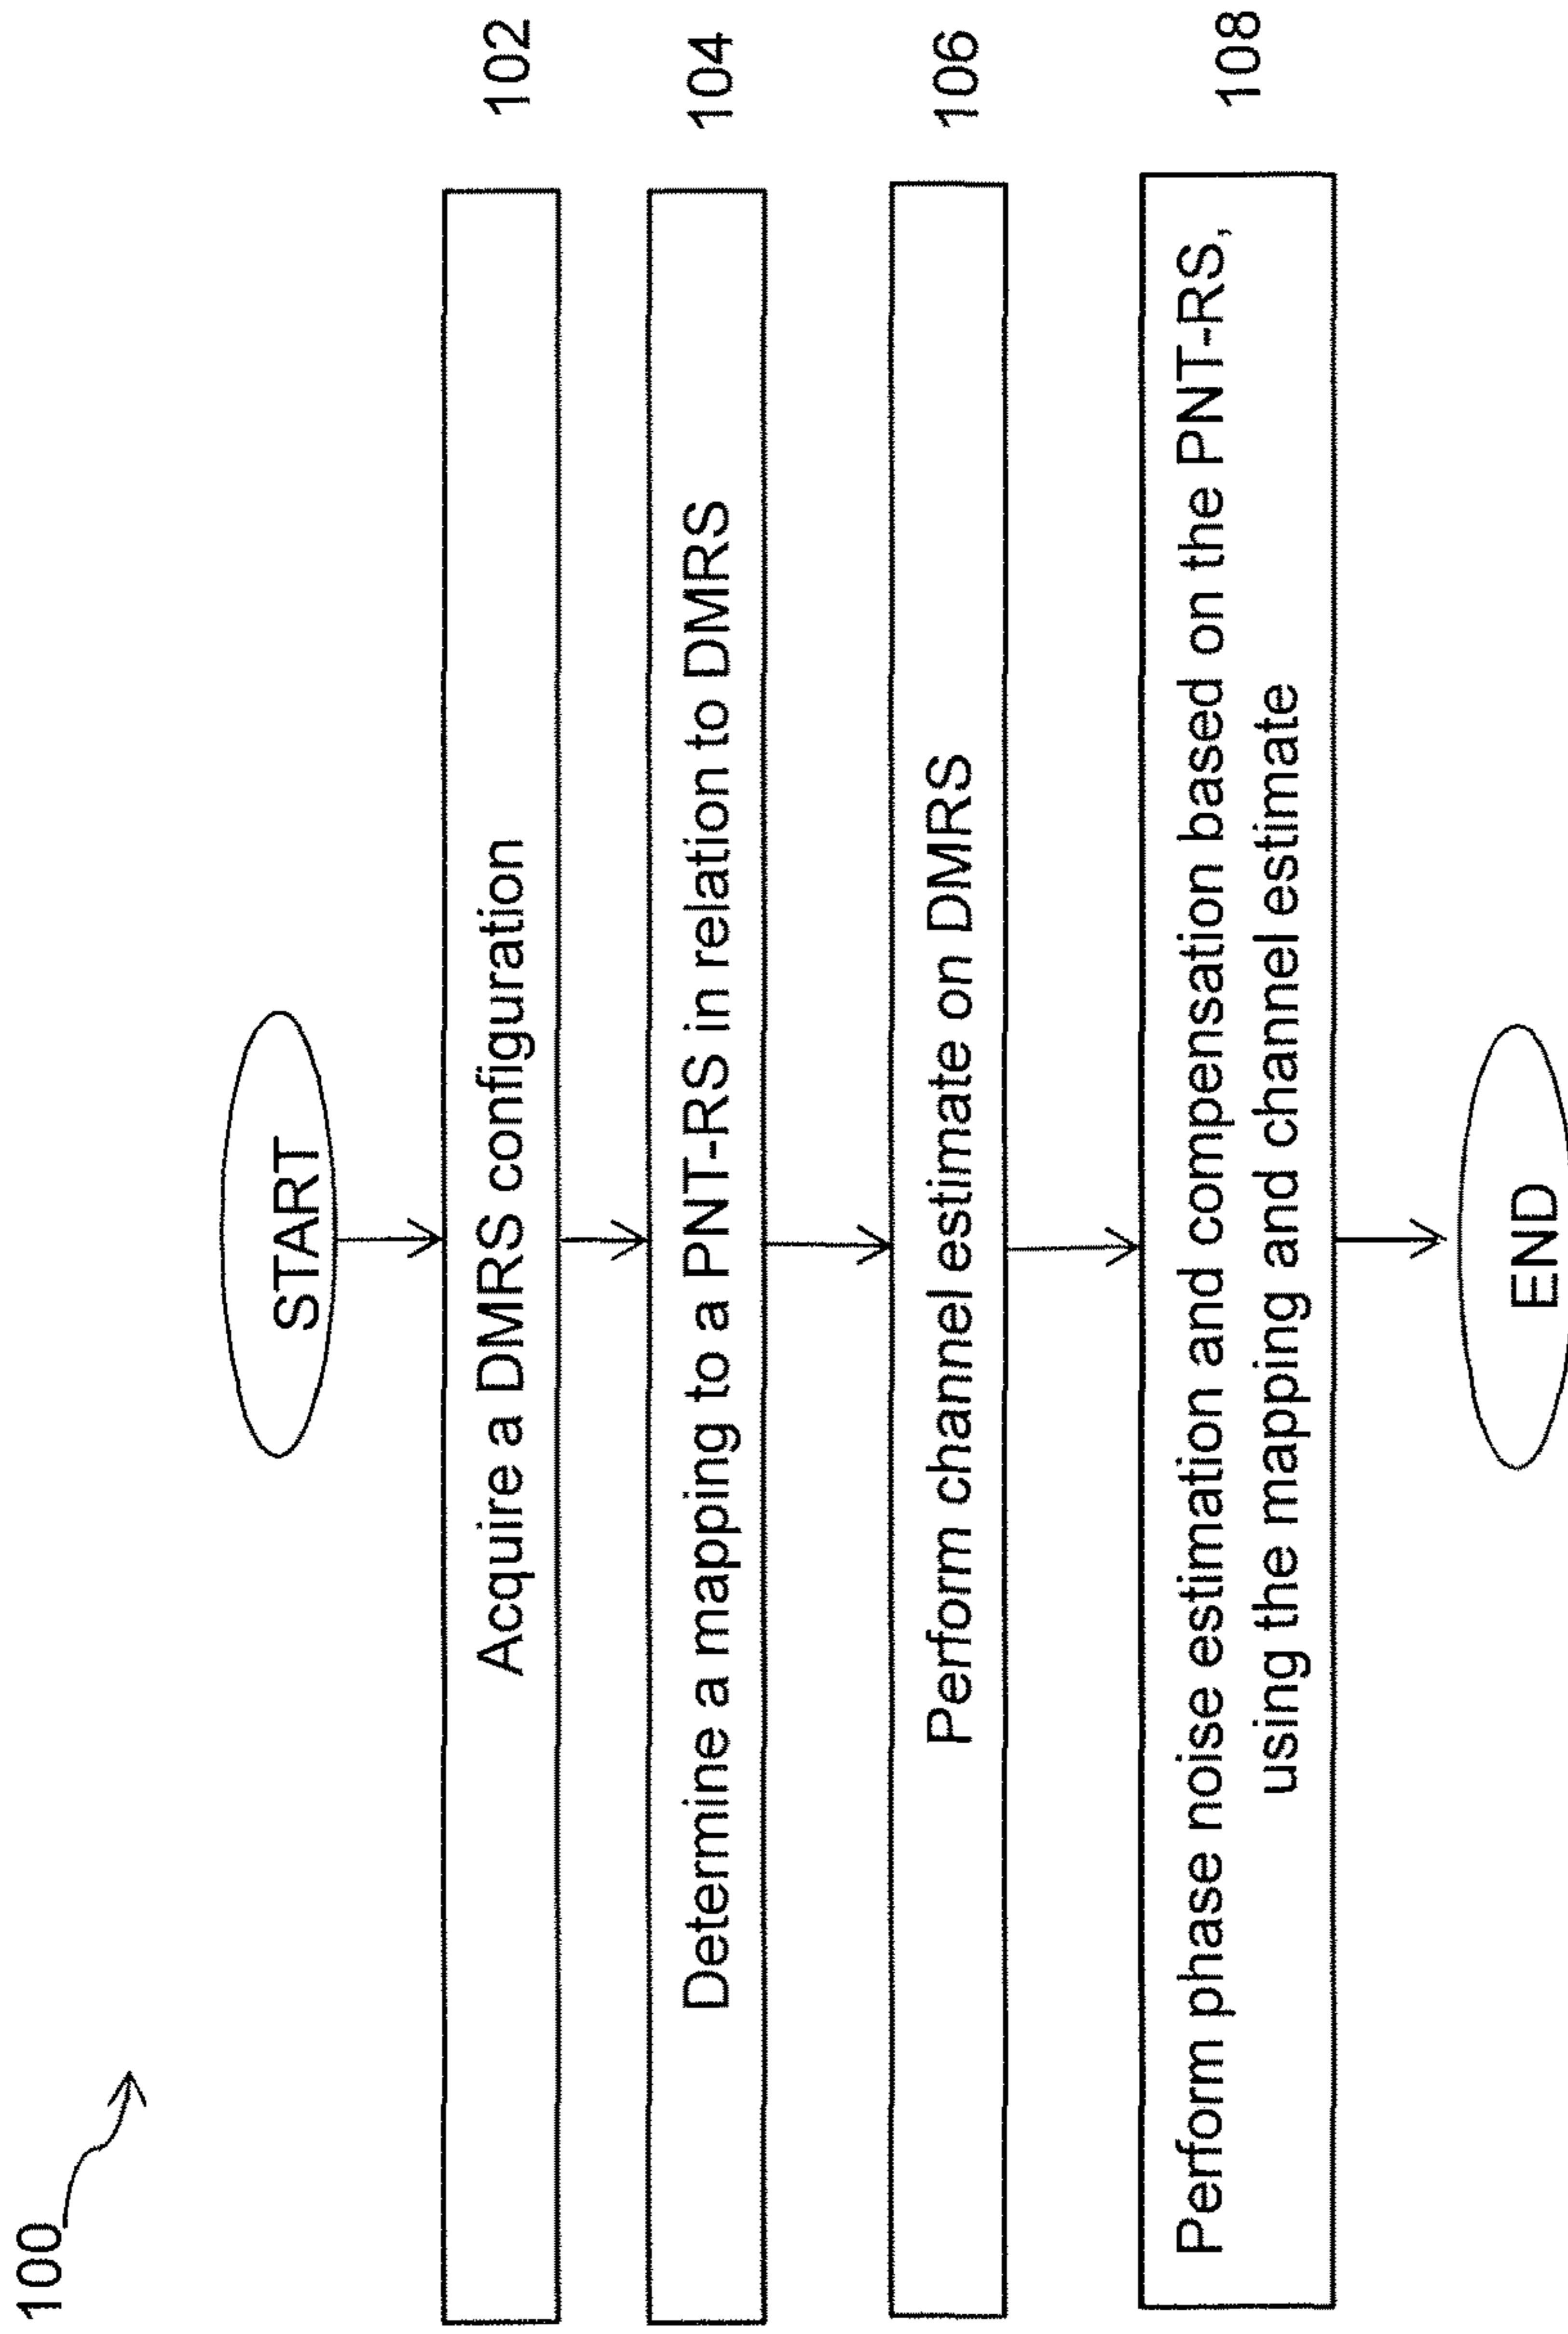 100
START
Acquire a DMRS configuration
102
Determine a mapping to a PNT-RS in relation to DMRS
104
Perform channel estimate on DMRS
106
Perform phase noise estimation and compensation based on the PNT-RS,
using the mapping and channel estimate
108
END